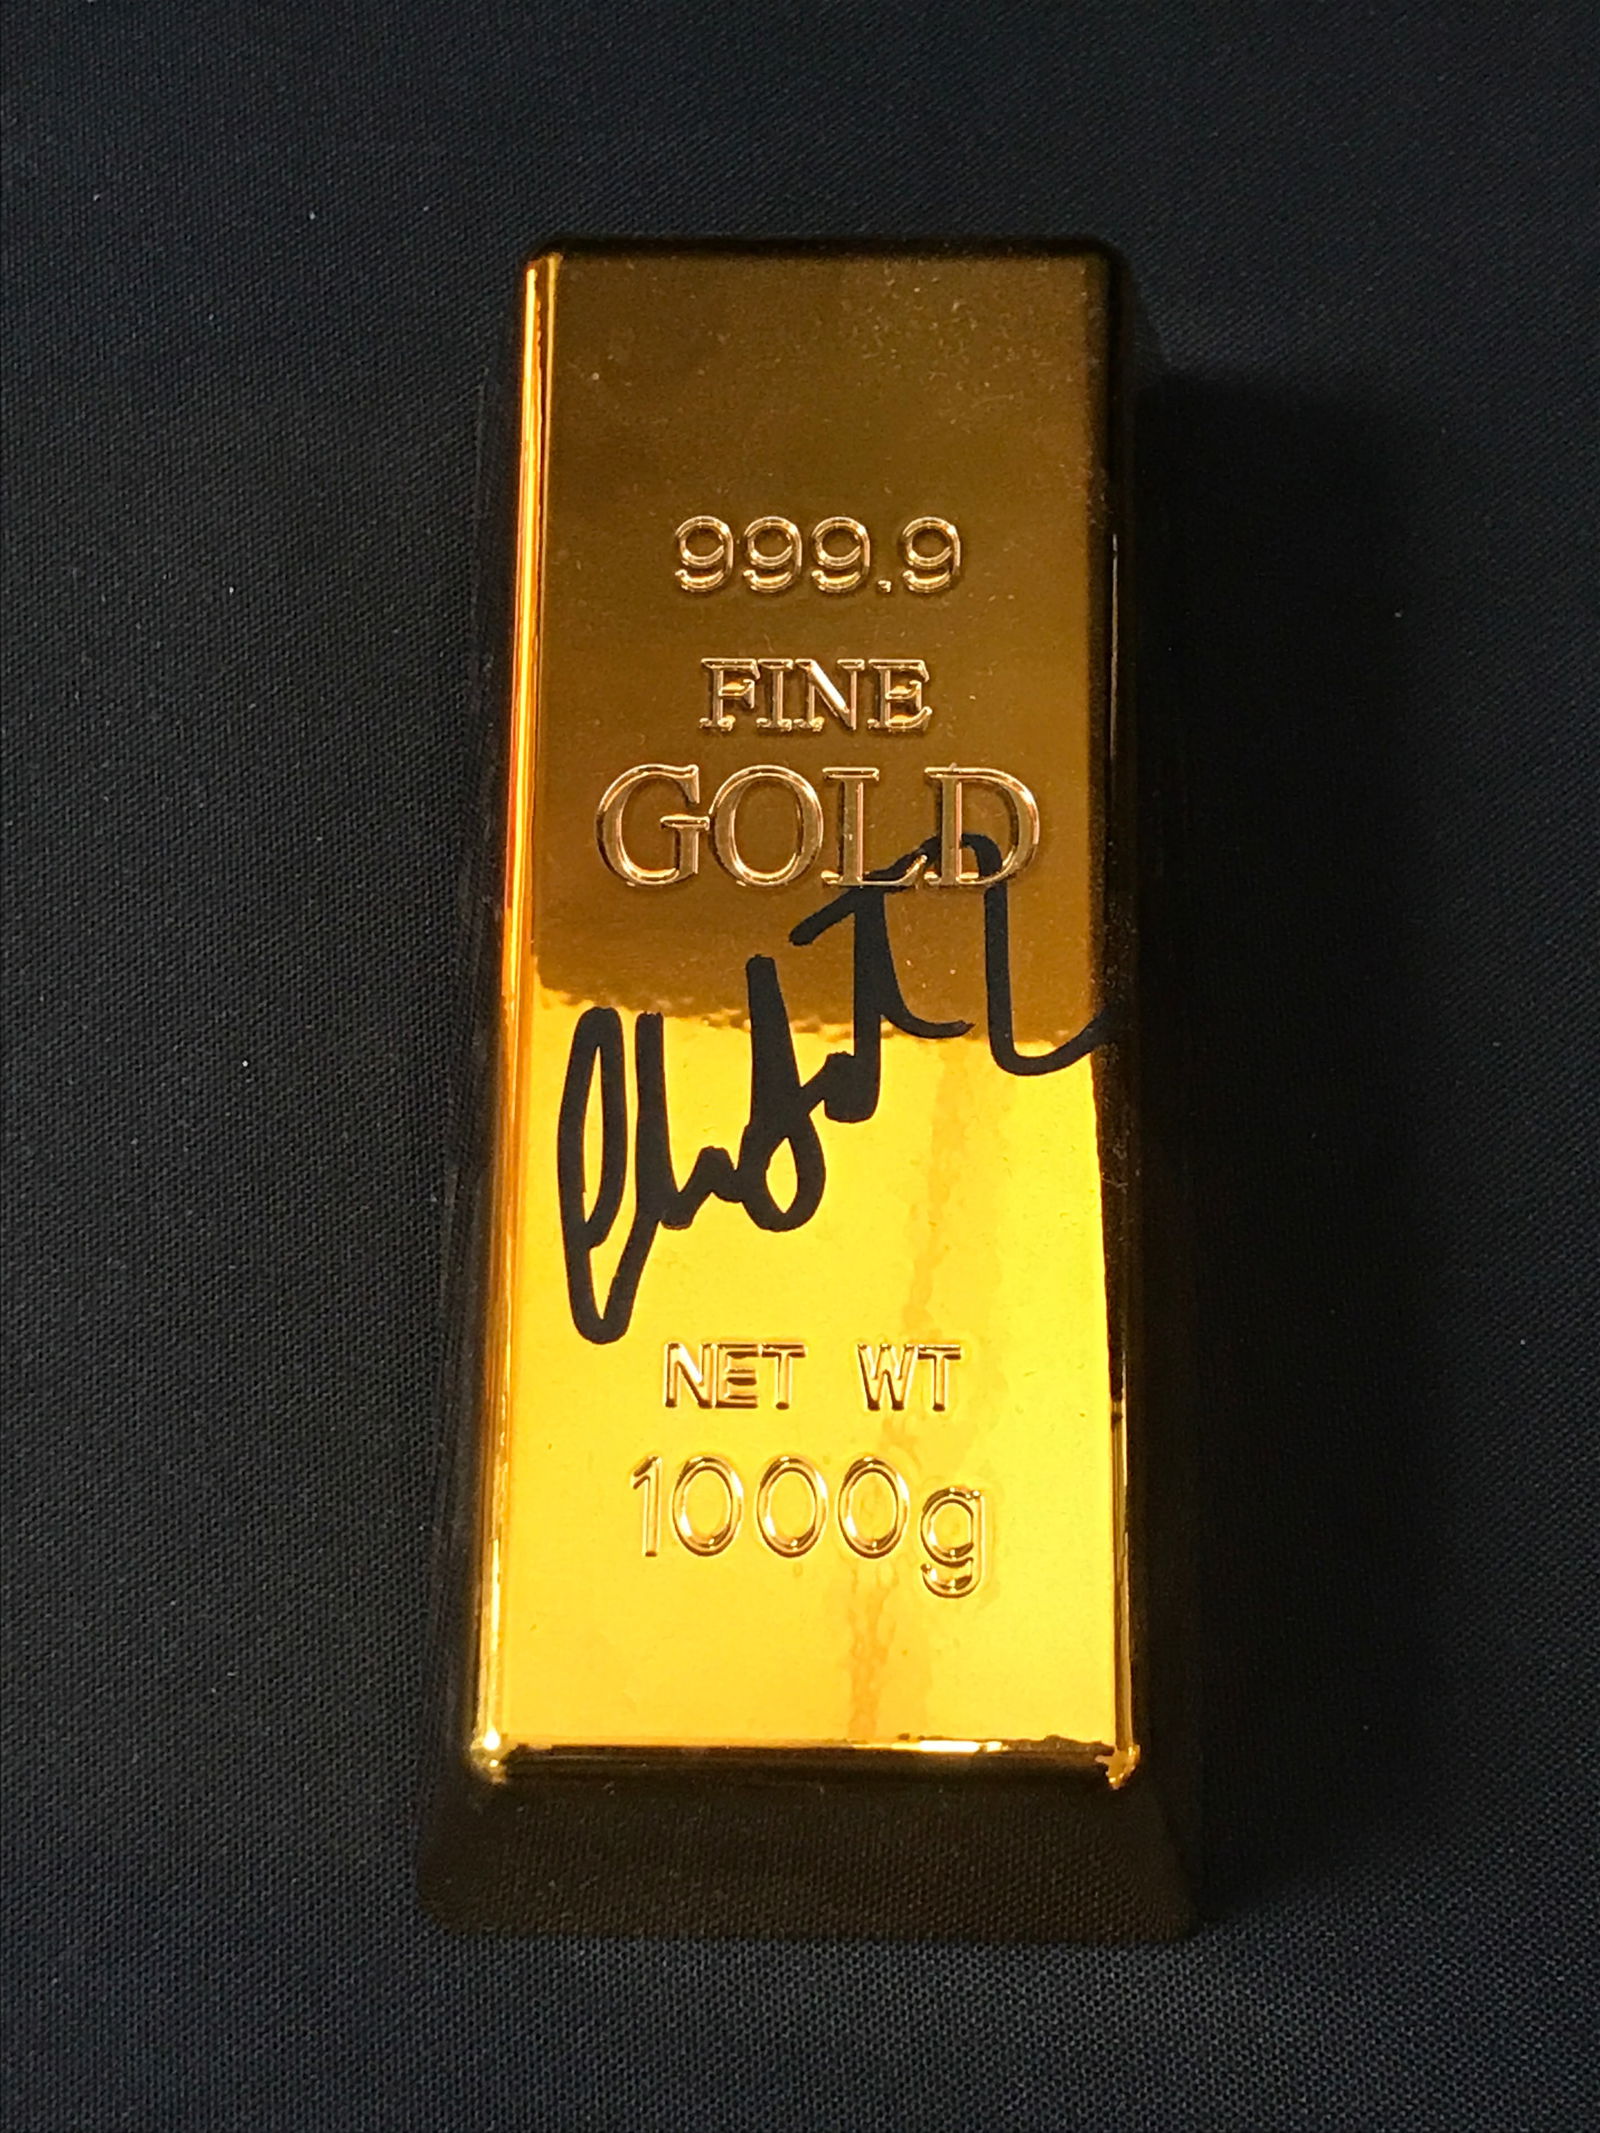 999.9
FINE
GOLD
NET WT
1000g